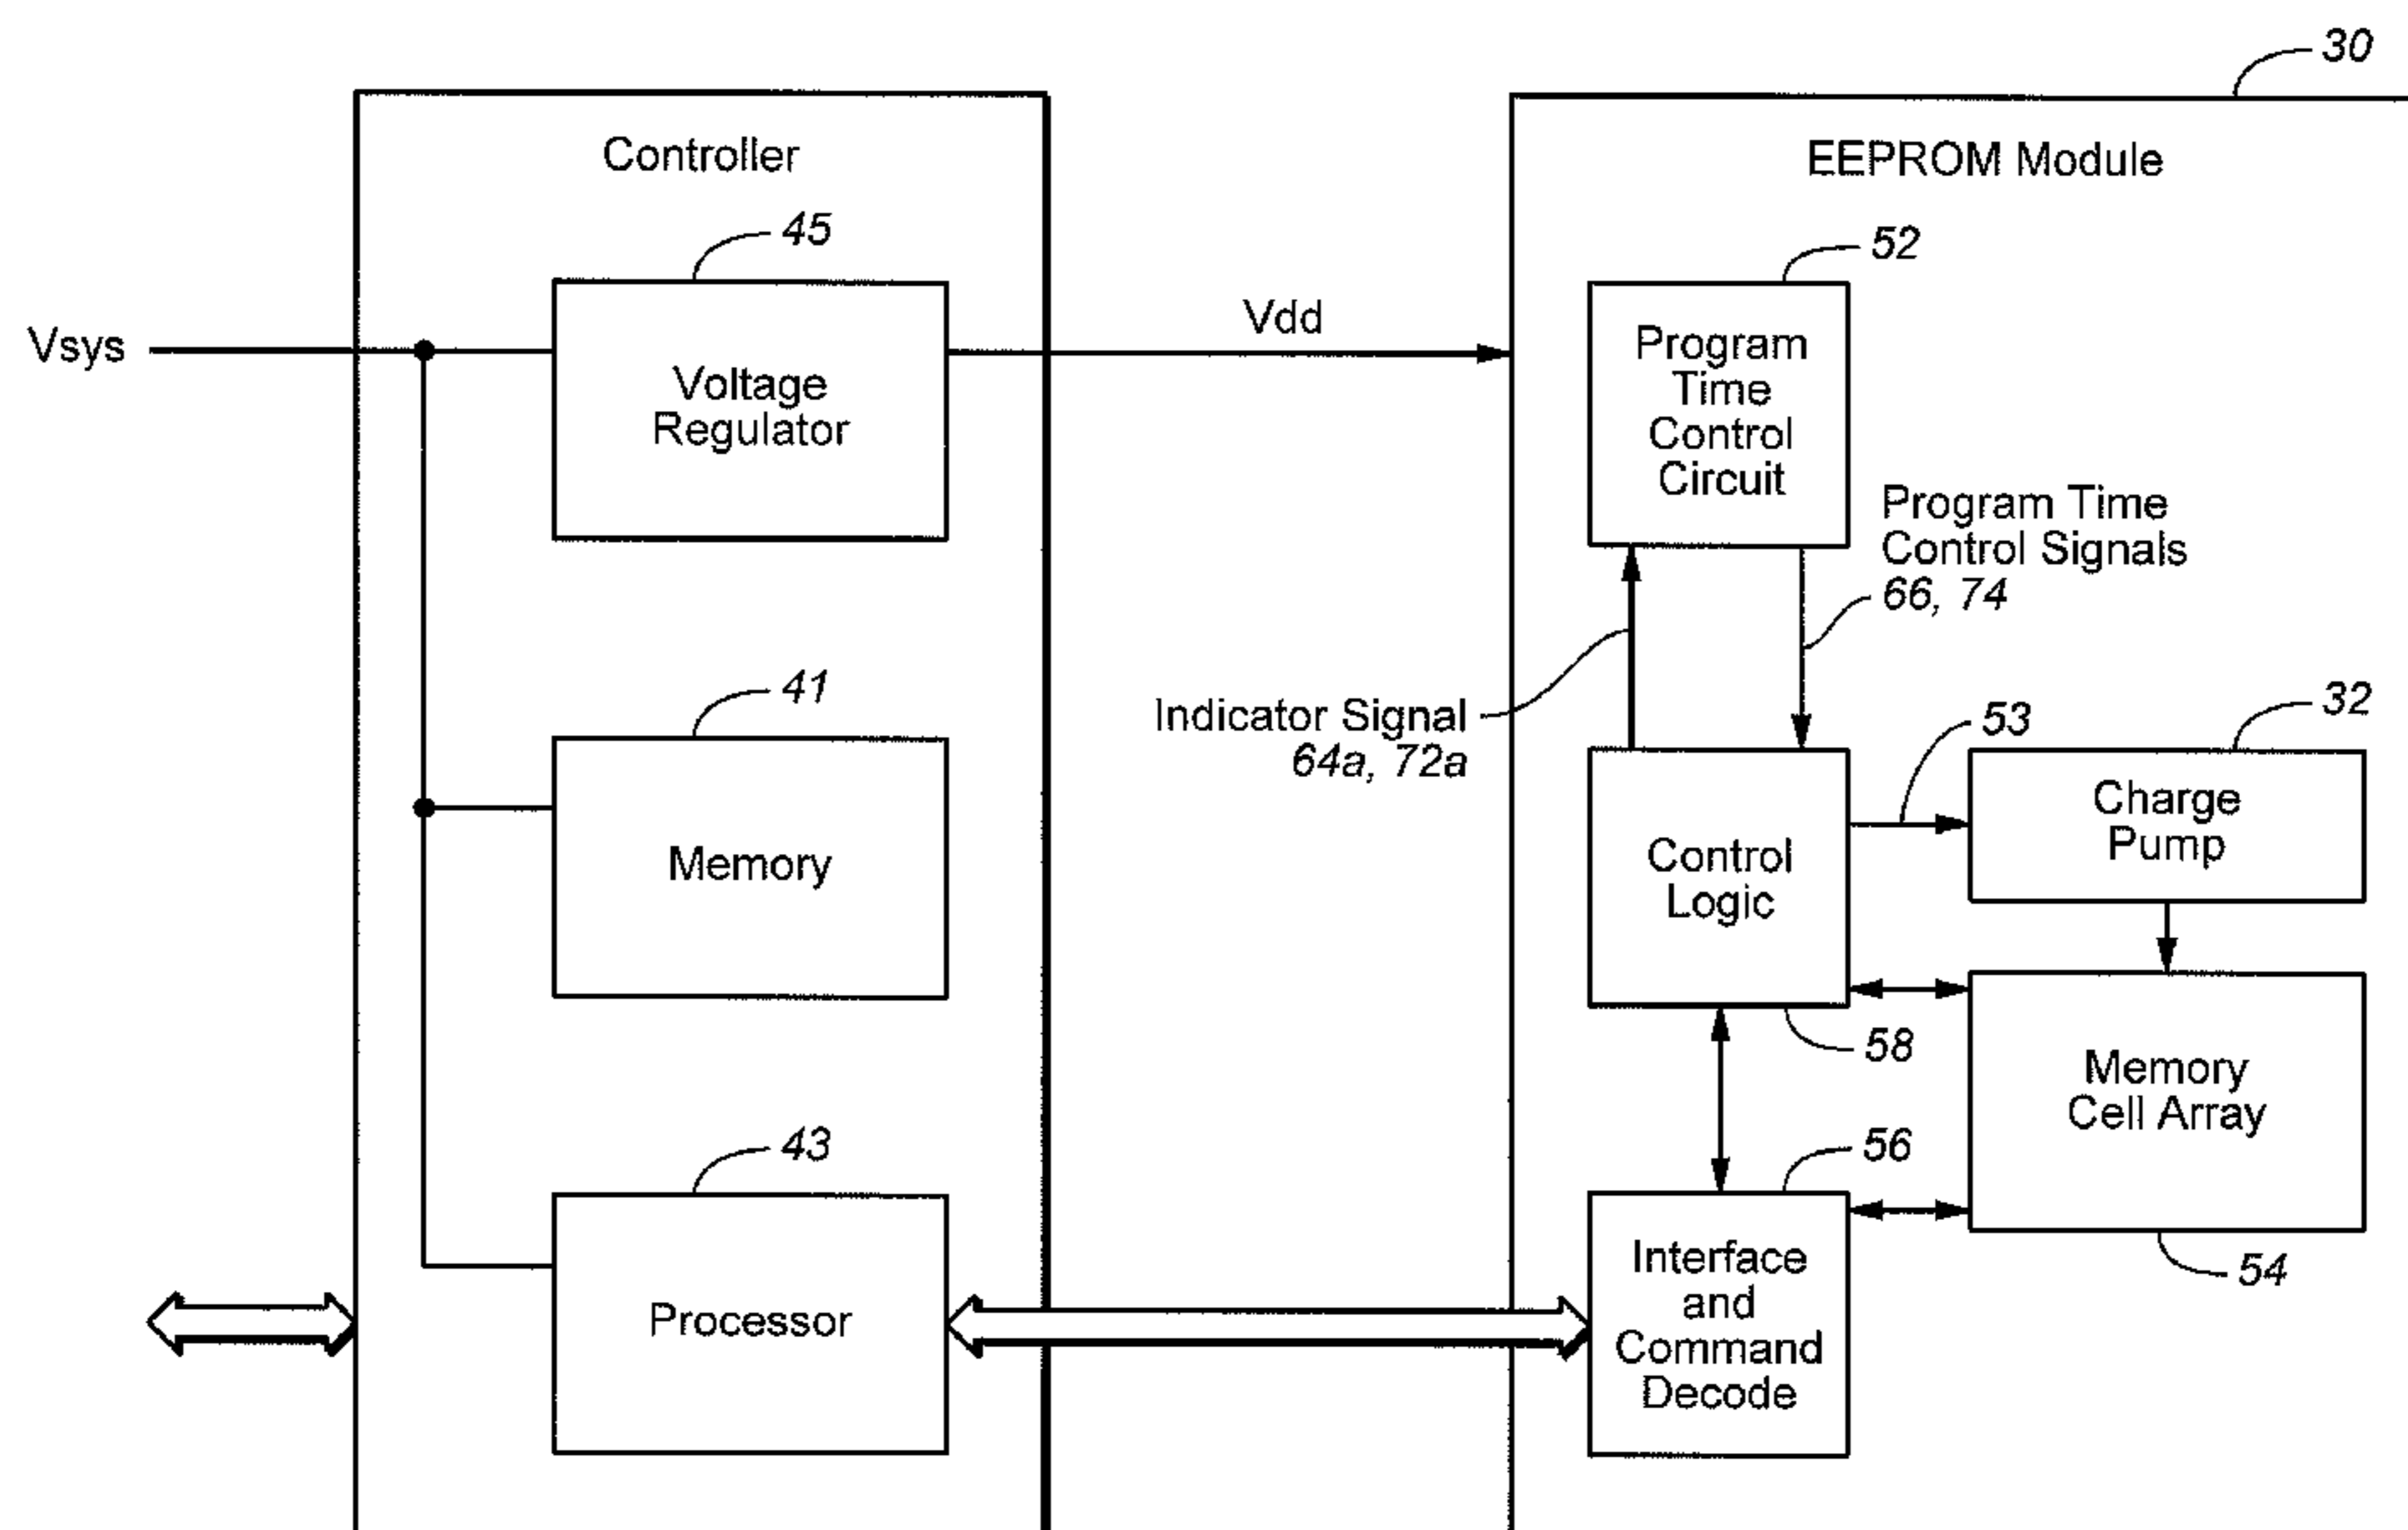 30
Controller
EEPROM Module
45
52
Vsys
Voltage
Regulator
Vdd
Program
Time
Control
Circuit
Program Time
Control Signals
66, 74
41
Indicator Signal
64a, 72a
53
32
Memory
Control
Logic
Charge
Pump
58
Memory
Cell Array
43
56
54
Processor
Interface
and
Command
Decode